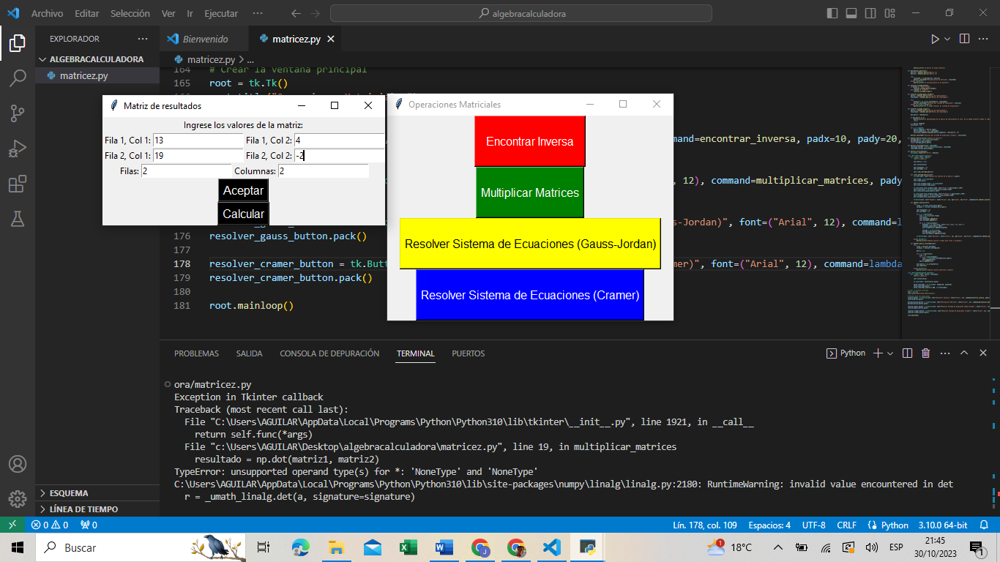 Archivo Editar Selección Ver Ir Ejecutar ··· algebracalculadora
EXPLORADOR ···
Bienvenido matricez.py
ALGEBRACALCULADORA
matricez.py > ...
matricez.py
164 # Crear la ventana principal
165 root = tk.Tk()
Matriz de resultados
Ingrese los valores de la matriz:
Fila 1, Col 1: 13 Fila 1, Col 2: 4
Fila 2, Col 1: 19 Fila 2, Col 2: -2
Filas: 2 Columnas: 2
Aceptar
Calcular
Operaciones Matriciales
Encontrar Inversa
Multiplicar Matrices
Resolver Sistema de Ecuaciones (Gauss-Jordan)
Resolver Sistema de Ecuaciones (Cramer)
mand=encontrar_inversa, padx=10, pady=20,
12), command=multiplicar_matrices, pady
s-Jordan)", font=("Arial", 12), command=l
176 resolver_gauss_button.pack()
177
178 resolver_cramer_button = tk.Butt mer)", font=("Arial", 12), command=lambda
179 resolver_cramer_button.pack()
180
181 root.mainloop()
PROBLEMAS SALIDA CONSOLA DE DEPURACIÓN TERMINAL PUERTOS Python
ora/matricez.py
Exception in Tkinter callback
Traceback (most recent call last):
File "C:\Users\AGUILAR\AppData\Local\Programs\Python\Python310\lib\tkinter\__init__.py", line 1921, in __call__
return self.func(*args)
File "c:\Users\AGUILAR\Desktop\algebracalculadora\matricez.py", line 19, in multiplicar_matrices
resultado = np.dot(matriz1, matriz2)
TypeError: unsupported operand type(s) for *: 'NoneType' and 'NoneType'
C:\Users\AGUILAR\AppData\Local\Programs\Python\Python310\lib\site-packages\numpy\linalg\linalg.py:2180: RuntimeWarning: invalid value encountered in det
r = _umath_linalg.det(a, signature=signature)
ESQUEMA
LÍNEA DE TIEMPO
0 0 0 Lín. 178, col. 109 Espacios: 4 UTF-8 CRLF Python 3.10.0 64-bit
Buscar 1 18°C ESP 21:45
30/10/2023 1